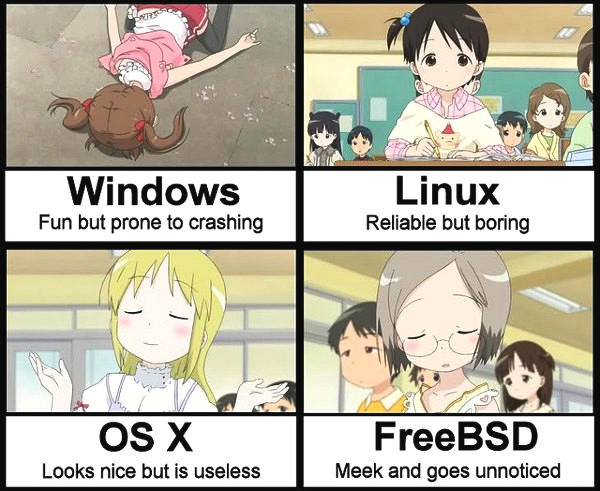 Windows
Fun but prone to crashing
Linux
Reliable but boring
OS X
Looks nice but is useless
FreeBSD
Meek and goes unnoticed